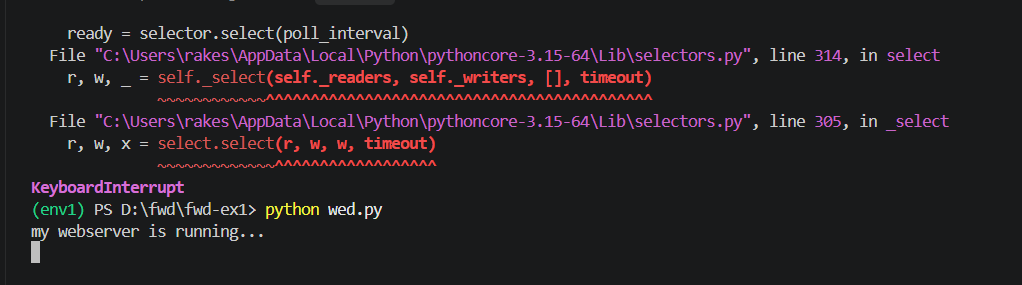 ready = selector.select(poll_interval)
File "C:\Users\rakes\AppData\Local\Python\pythoncore-3.15-64\Lib\selectors.py", line 314, in select
r, w, _ = self._select(self._readers, self._writers, [], timeout)
~~~~~~~~~~~~^^^^^^^^^^^^^^^^^^^^^^^^^^^^^^^^^^^^^^^^^^^^^^^
File "C:\Users\rakes\AppData\Local\Python\pythoncore-3.15-64\Lib\selectors.py", line 305, in _select
r, w, x = select.select(r, w, w, timeout)
~~~~~~~~~~~~~^^^^^^^^^^^^^^^^^^
KeyboardInterrupt
(env1) PS D:\fwd\fwd-ex1> python wed.py
my webserver is running...